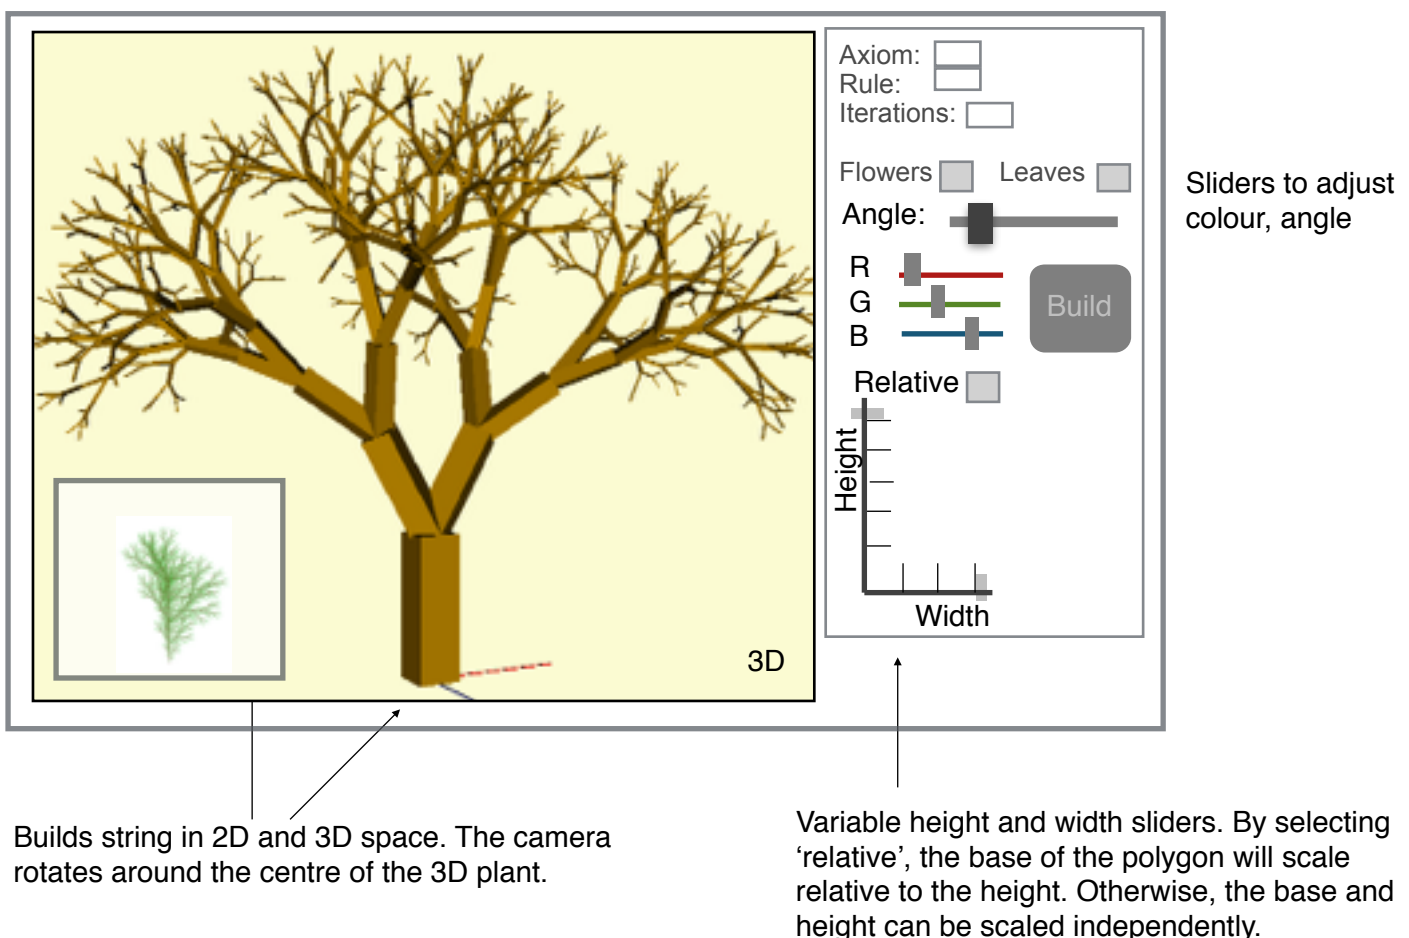 Axiom:
Rule:
Iterations:
Flowers
Leaves
Angle:
R
G
B
Build
Relative
Height
Width
3D
Sliders to adjust
colour, angle
Builds string in 2D and 3D space. The camera
rotates around the centre of the 3D plant.
Variable height and width sliders. By selecting
‘relative’, the base of the polygon will scale
relative to the height. Otherwise, the base and
height can be scaled independently.